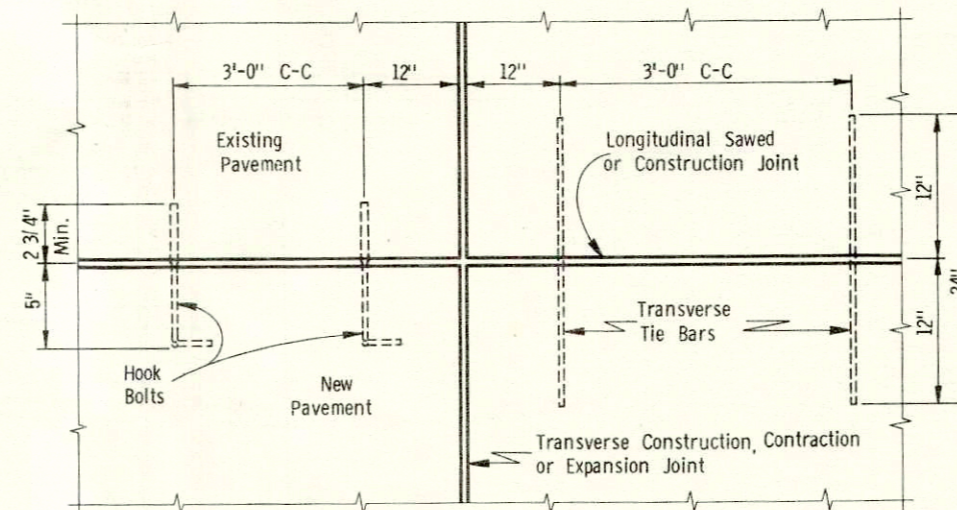 3'-0" C-C
12"
12"
3'-0" C-C
Existing
Pavement
Longitudinal Sawed
or Construction Joint
2 3/4"
Min.
12"
5"
24"
12"
Transverse
Tie Bars
Hook
Bolts
New
Pavement
Transverse Construction, Contraction
or Expansion Joint